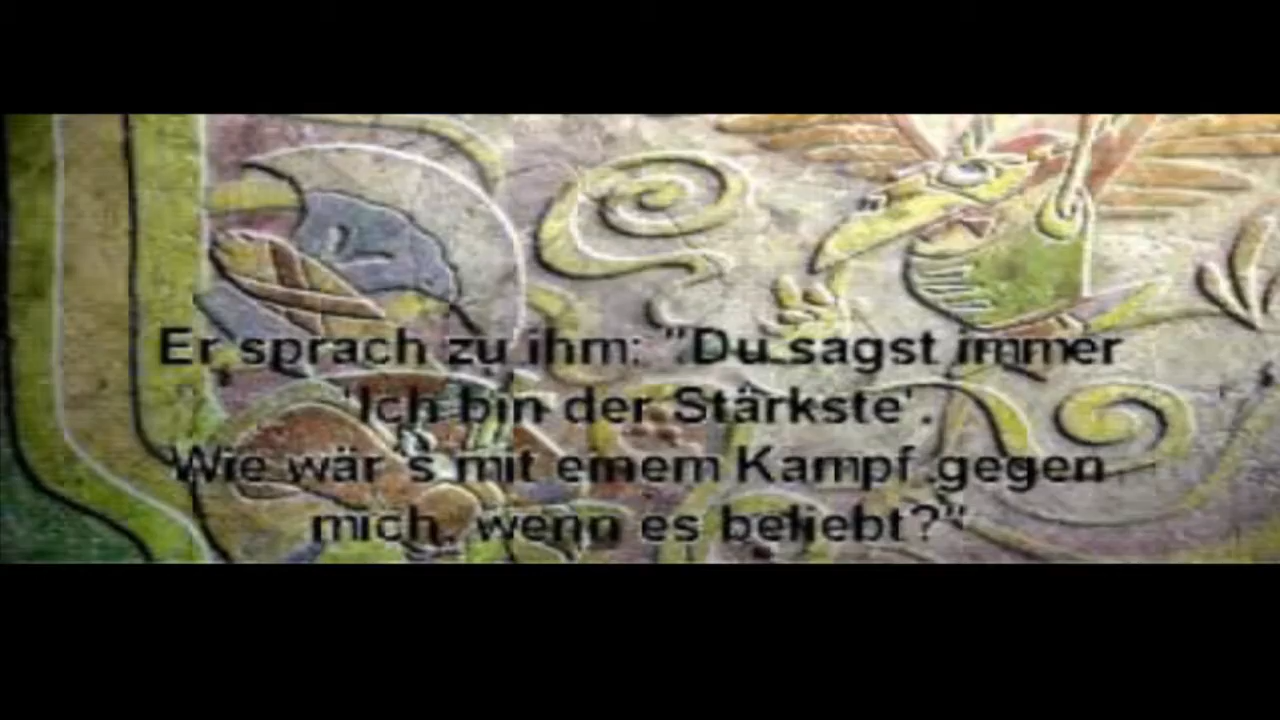 Er sprach zu ihm: "Du sagst immer
'Ich bin der Stärkste'.
Wie wär´s mit einem Kampf gegen
mich, wenn es beliebt?"